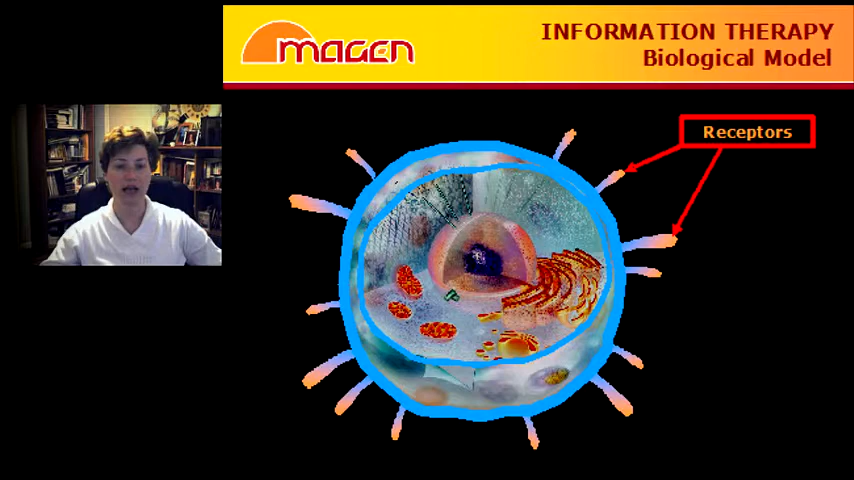 magen
INFORMATION THERAPY
Biological Model
Receptors